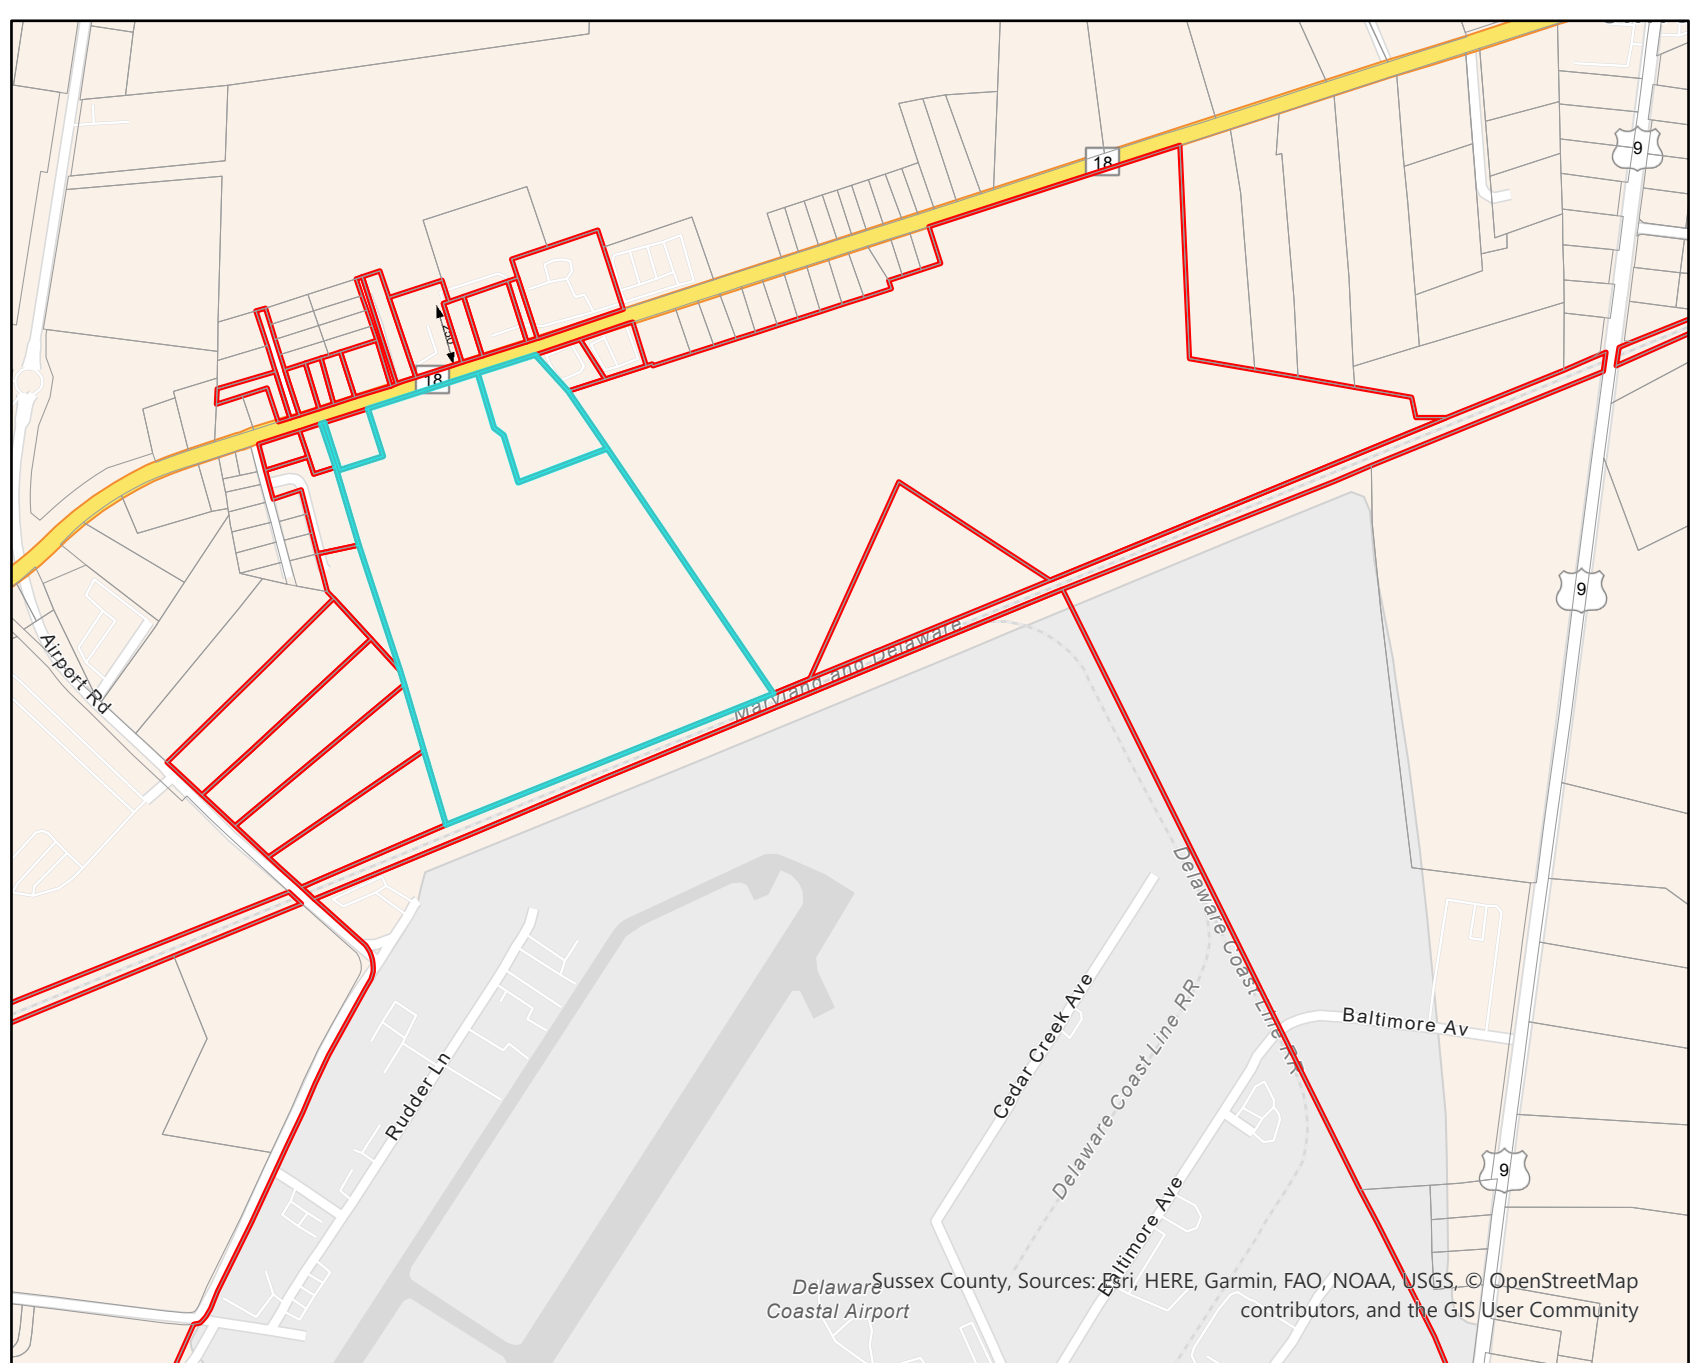 18
9
18
250'
9
Airport Rd
Maryland and Delaware
Delaware Coast Line RR
Cedar Creek Ave
Delaware Coast Line RR
Baltimore Av
Rudder Ln
Baltimore Ave
9
Delaware
Coastal Airport
Sussex County, Sources: Esri, HERE, Garmin, FAO, NOAA, USGS, © OpenStreetMap
contributors, and the GIS User Community